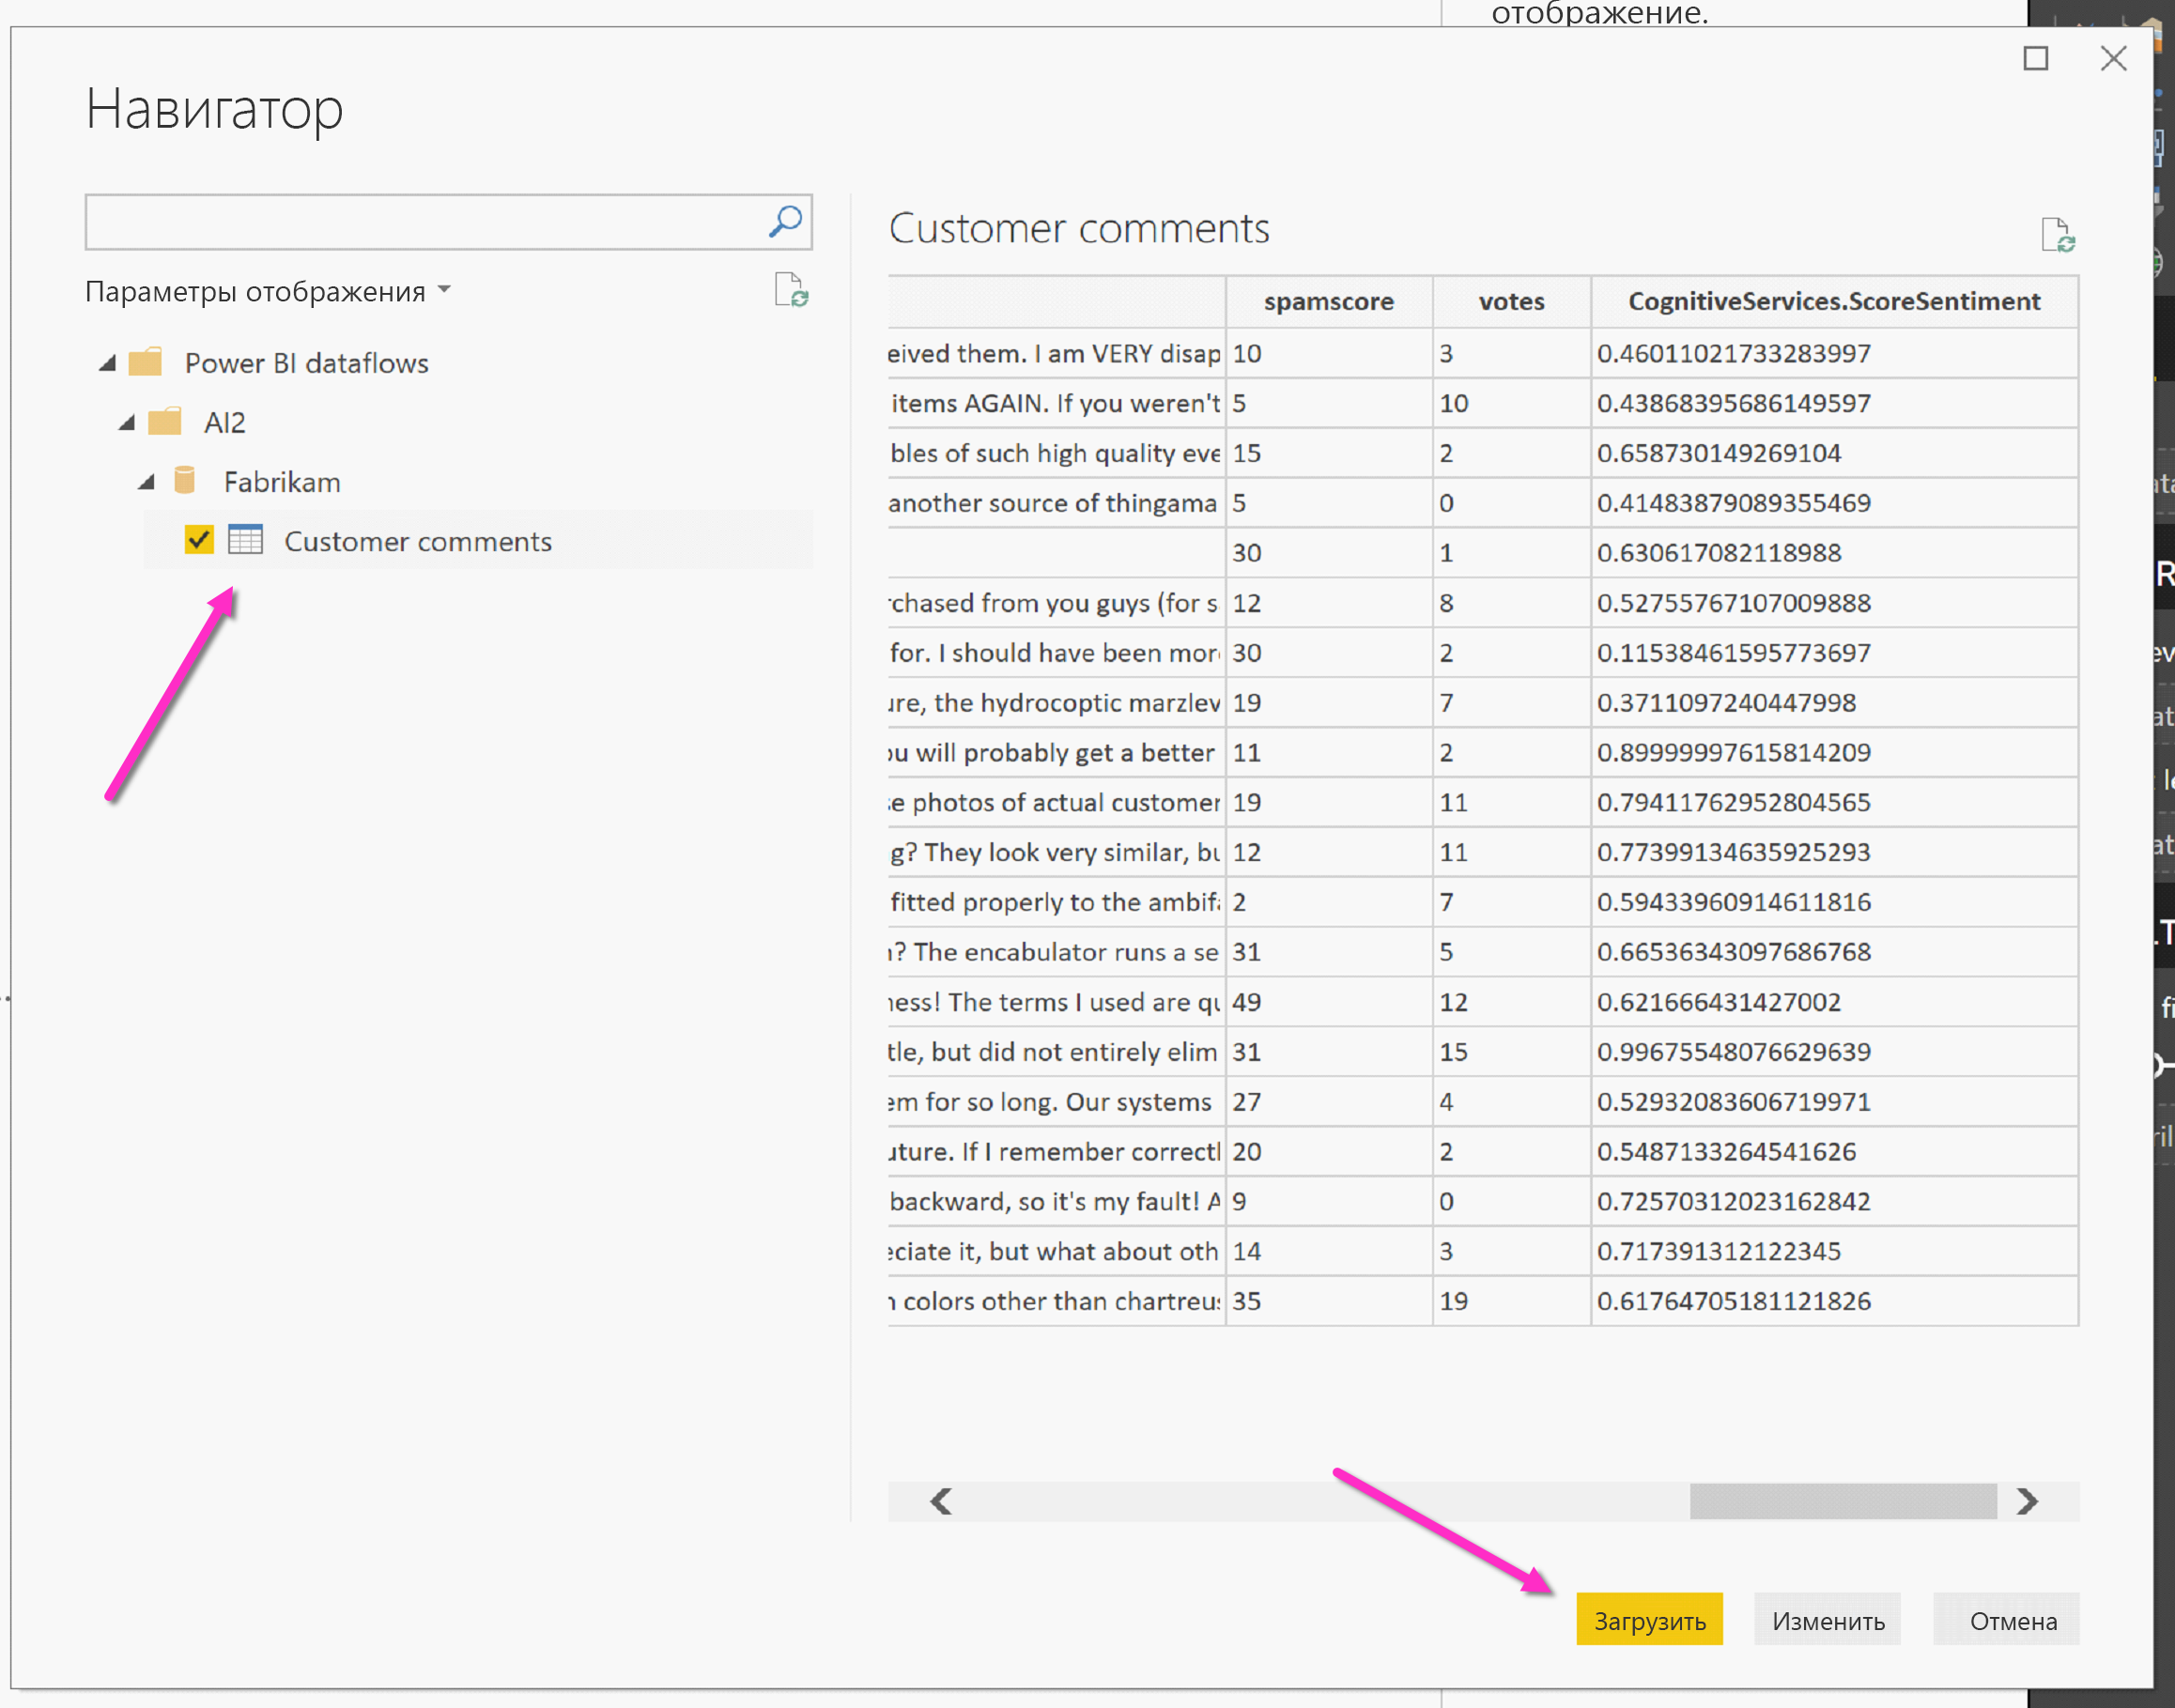 отображение.
Навигатор
Параметры отображения
Power BI dataflows
AI2
Fabrikam
Customer comments
Customer comments
spamscore votes CognitiveServices.ScoreSentiment
eived them. I am VERY disap 10 3 0.46011021733283997
items AGAIN. If you weren't 5 10 0.43868395686149597
bles of such high quality eve 15 2 0.658730149269104
another source of thingama 5 0 0.41483879089355469
30 1 0.630617082118988
rchased from you guys (for s 12 8 0.52755767107009888
for. I should have been mor 30 2 0.11538461595773697
ure, the hydrocoptic marzlev 19 7 0.3711097240447998
ou will probably get a better 11 2 0.89999997615814209
se photos of actual customer 19 11 0.79411762952804565
g? They look very similar, bu 12 11 0.77399134635925293
fitted properly to the ambifa 2 7 0.59433960914611816
n? The encabulator runs a se 31 5 0.66536343097686768
ness! The terms I used are qu 49 12 0.621666431427002
tle, but did not entirely elim 31 15 0.99675548076629639
em for so long. Our systems 27 4 0.52932083606719971
uture. If I remember correctl 20 2 0.5487133264541626
backward, so it's my fault! A 9 0 0.72570312023162842
eciate it, but what about oth 14 3 0.717391312122345
n colors other than chartreus 35 19 0.61764705181121826
Загрузить Изменить Отмена